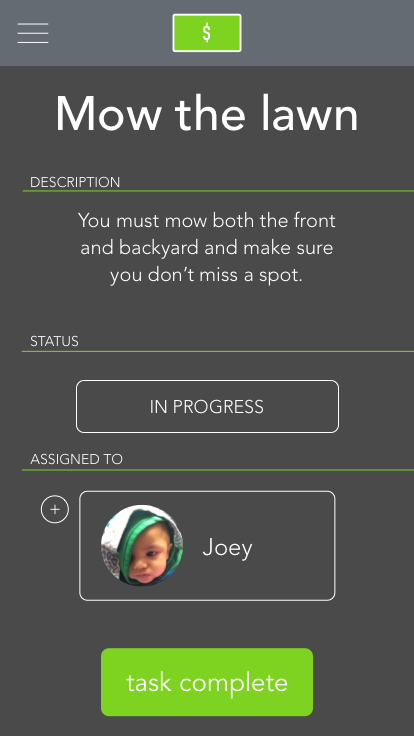 $
Mow the lawn
DESCRIPTION
You must mow both the front
and backyard and make sure
you don’t miss a spot.
STATUS
IN PROGRESS
ASSIGNED TO
+
Joey
task complete